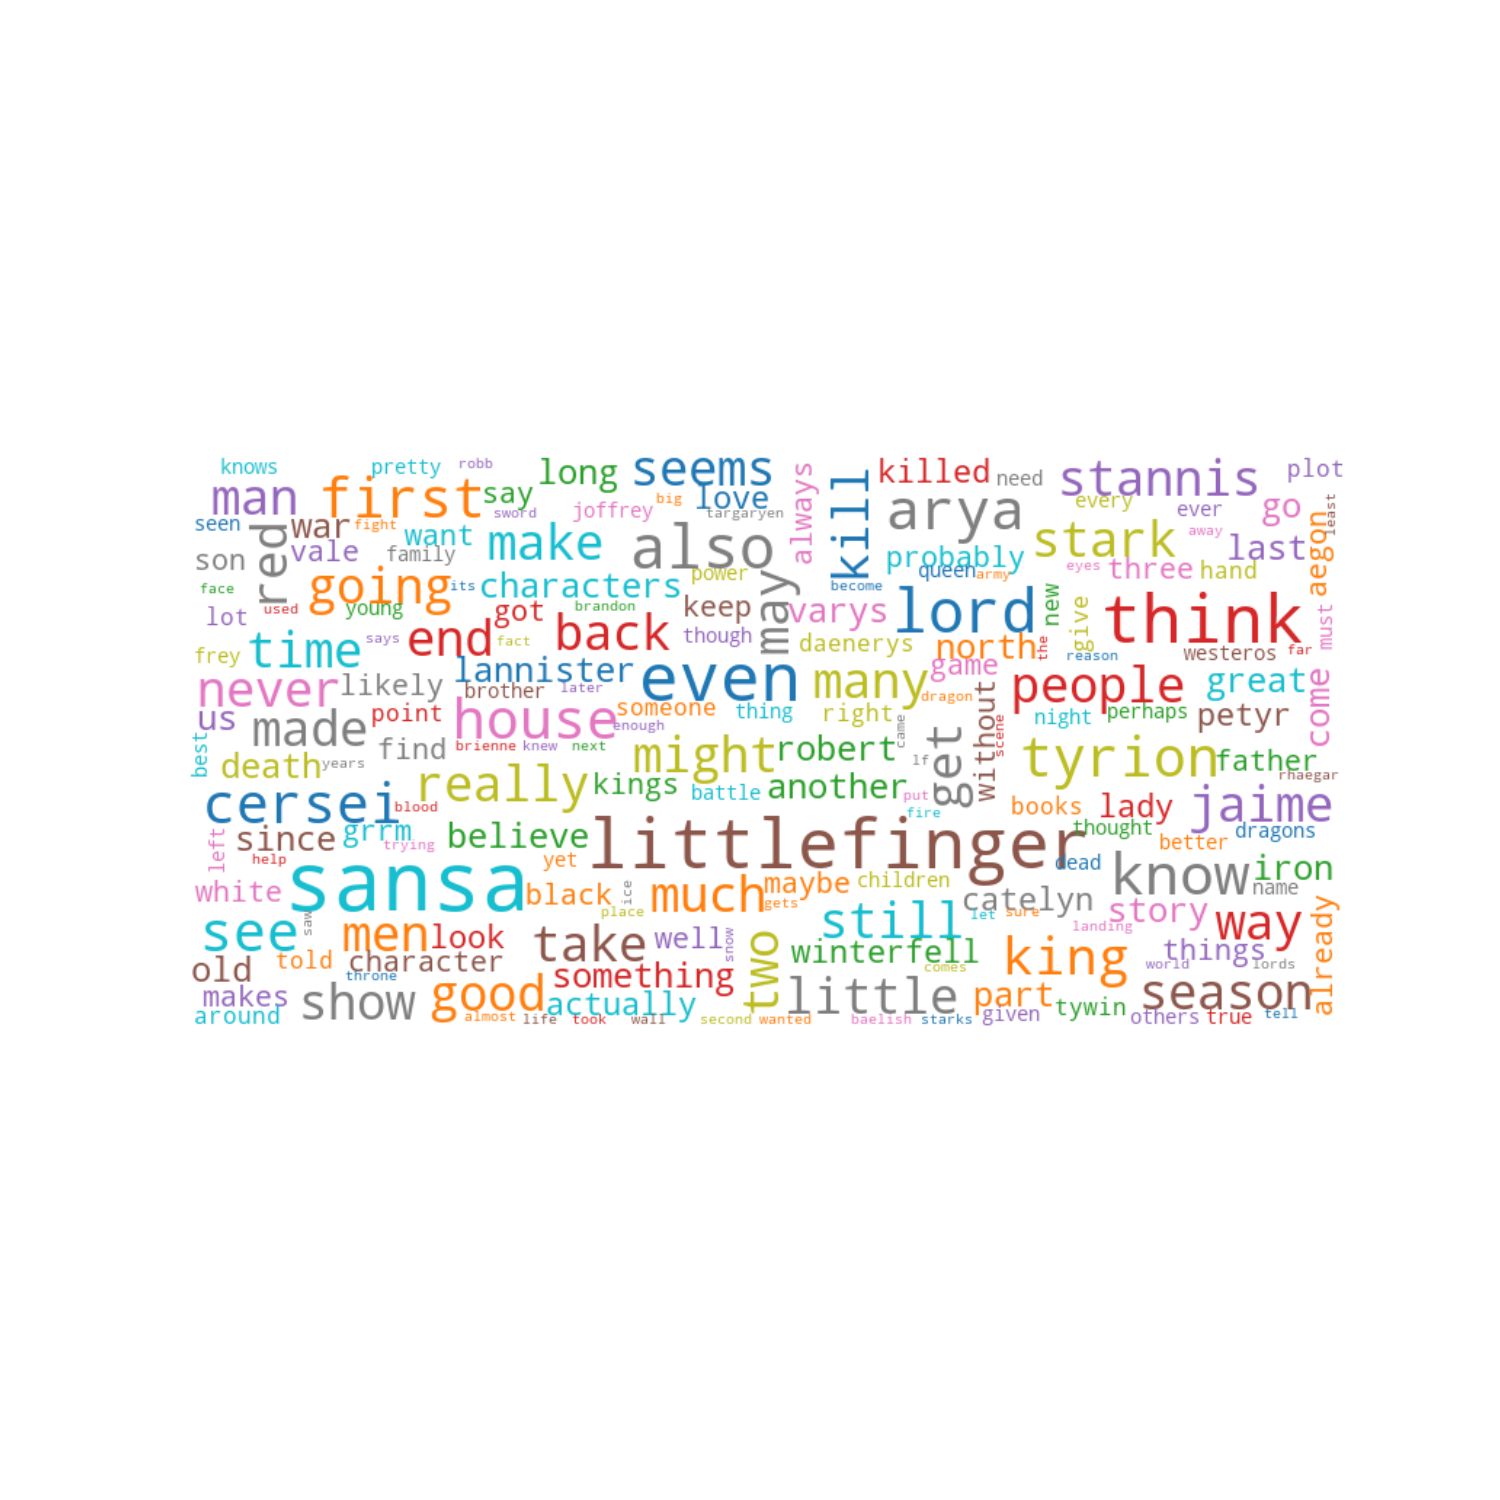 knows pretty robb long seems killed need stannis plot
man first say sword joffrey big love targaryen always kill arya every ever go least
seen war fight want make also probably stark away last aegon
son red vale family characters power queen army eyes three hand
face going its become
lot used young got brandon keep may varys lord new give think must
frey time says end fact back though daenerys north the reason westeros far
never likely lannister brother later even many game dragon people great come
us made point house someone thing right night perhaps petyr
best find brienne knew next enough might robert came get without scene tyrion father
death years really kings battle another lf put books lady jaime rhaegar
cersei blood fire thought dragons
left since grrm trying believe littlefinger better
help sansa yet dead know iron
white black ice much maybe children catelyn name
saw place gets still let sure landing story way already
see men look take well snow winterfell king things
old told character throne something two comes world lords
makes show good actually little part season
around almost life took wall second wanted baelish starks given tywin others true tell